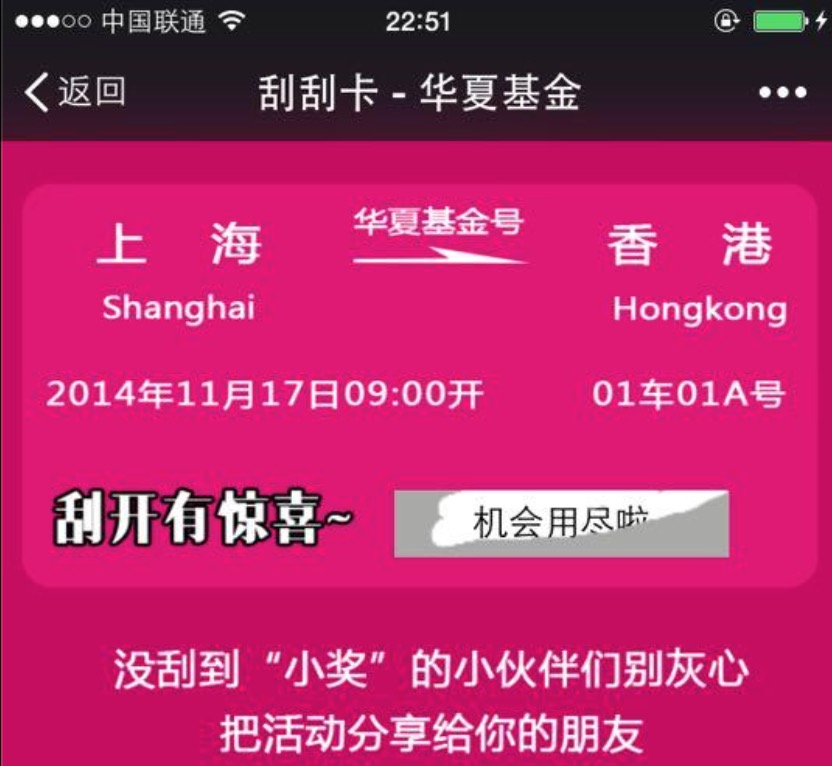 中国联通 22:51
返回 刮刮卡 - 华夏基金
华夏基金号
上海 香港
Shanghai Hongkong
2014年11月17日09:00开 01车01A号
刮开有惊喜~ 机会用尽啦
没刮到“小奖”的小伙伴们别灰心
把活动分享给你的朋友